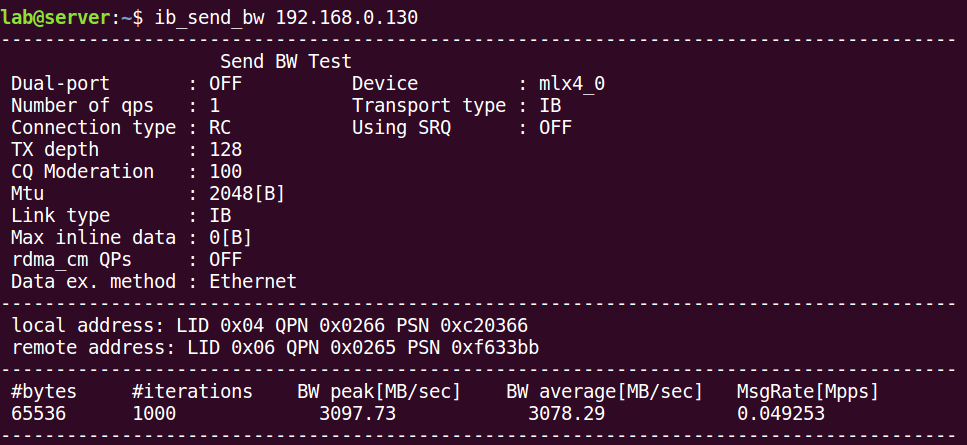 lab@server:~$ ib_send_bw 192.168.0.130
---------------------------------------------------------------------------------------
                    Send BW Test
 Dual-port       : OFF          Device         : mlx4_0
 Number of qps   : 1            Transport type : IB
 Connection type : RC           Using SRQ      : OFF
 TX depth        : 128
 CQ Moderation   : 100
 Mtu             : 2048[B]
 Link type       : IB
 Max inline data : 0[B]
 rdma_cm QPs     : OFF
 Data ex. method : Ethernet
---------------------------------------------------------------------------------------
 local address: LID 0x04 QPN 0x0266 PSN 0xc20366
 remote address: LID 0x06 QPN 0x0265 PSN 0xf633bb
---------------------------------------------------------------------------------------
 #bytes     #iterations    BW peak[MB/sec]    BW average[MB/sec]   MsgRate[Mpps]
 65536      1000             3097.73            3078.29            0.049253
---------------------------------------------------------------------------------------